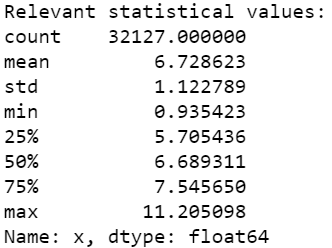 Relevant statistical values:
count 32127.000000
mean 6.728623
std 1.122789
min 0.935423
25% 5.705436
50% 6.689311
75% 7.545650
max 11.205098
Name: x, dtype: float64